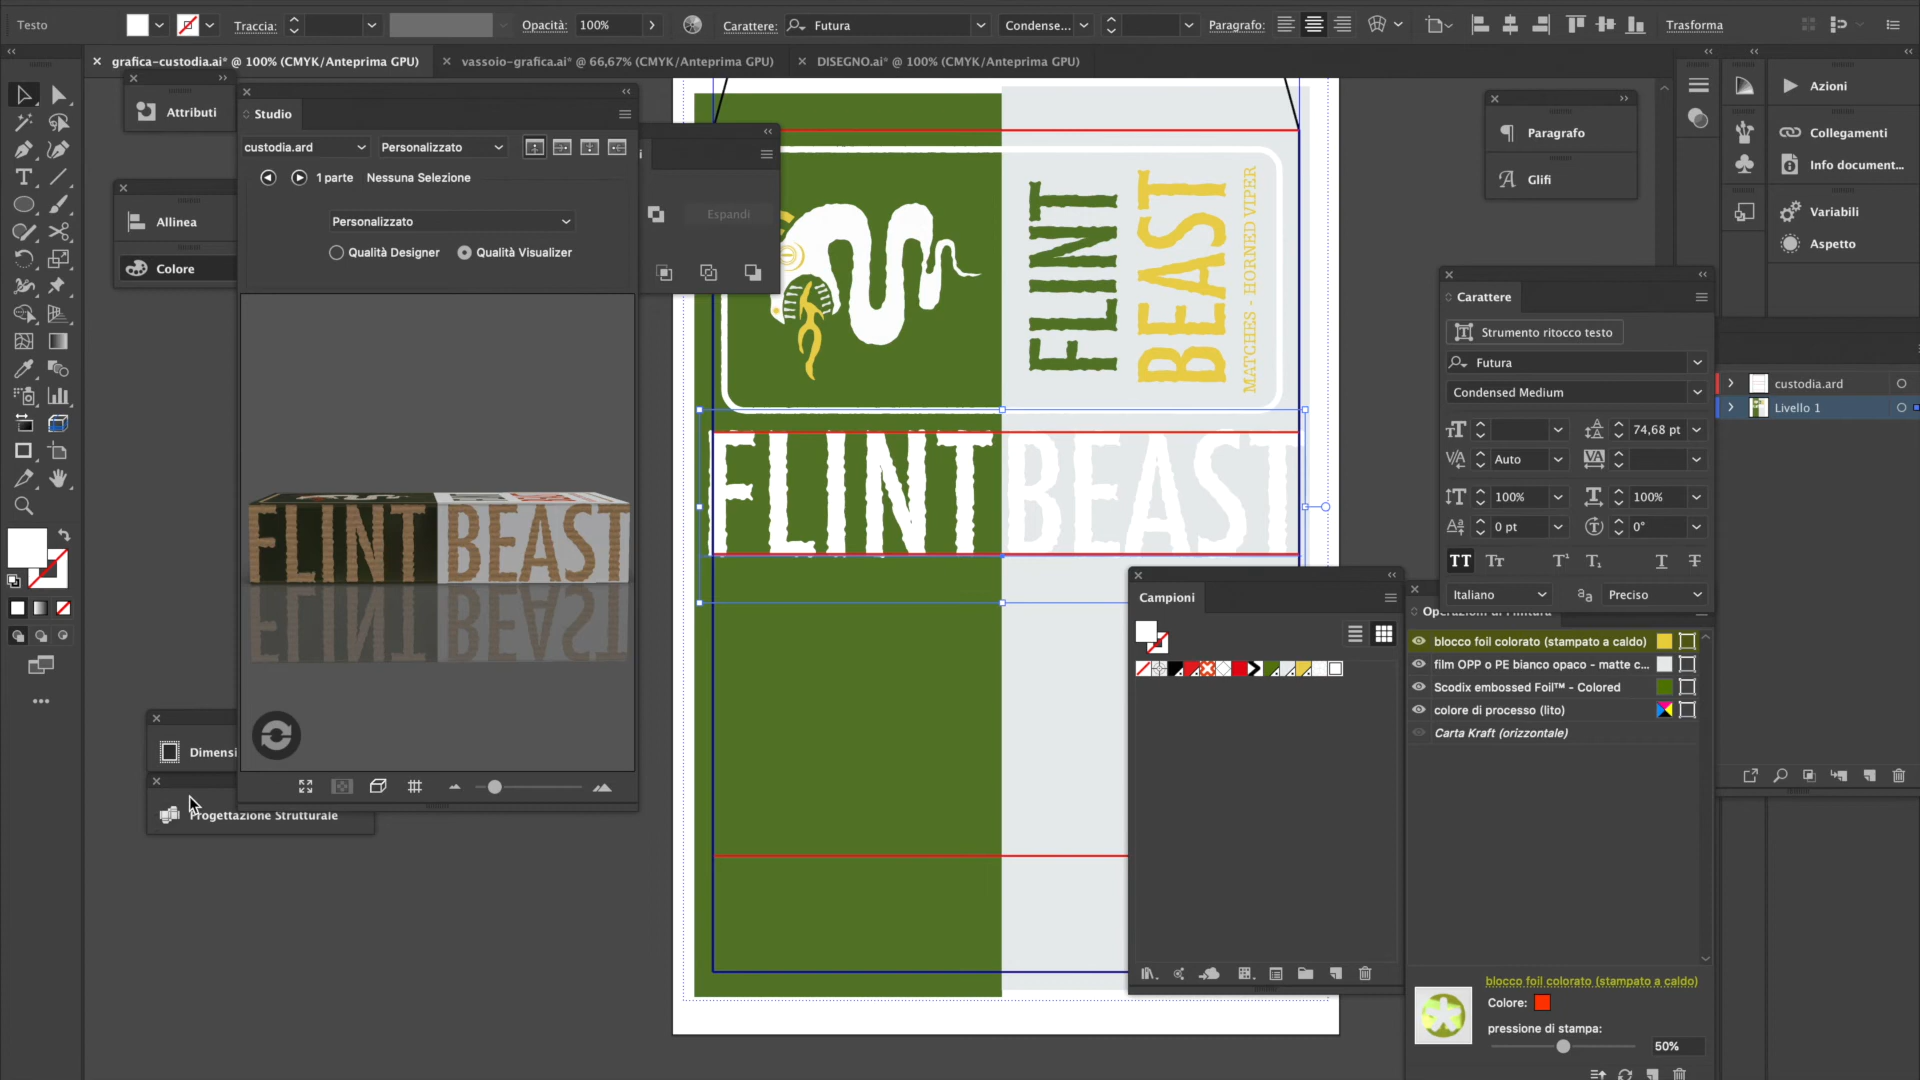 Testo
Traccia:
Opacità: 100%
Carattere: Futura
Condense...
Paragrafo:
Trasforma
grafica-custodia.ai* @ 100% (CMYK/Anteprima GPU)
vassoio-grafica.ai* @ 66,67% (CMYK/Anteprima GPU)
DISEGNO.ai* @ 100% (CMYK/Anteprima GPU)
Attributi
Allinea
Colore
Studio
custodia.ard
Personalizzato
1 parte Nessuna Selezione
Personalizzato
Qualità Designer
Qualità Visualizer
FLINT BEAST
Dimensi
Progettazione Strutturale
Espandi
FLINT
BEAST
MATCHES - HORNED VIPER
FLINTBEAST
Campioni
Paragrafo
Glifi
Azioni
Collegamenti
Info document...
Variabili
Aspetto
Carattere
Strumento ritocco testo
Futura
Condensed Medium
74,68 pt
Auto
100%
100%
0 pt
0°
Italiano
Preciso
custodia.ard
Livello 1
blocco foil colorato (stampato a caldo)
film OPP o PE bianco opaco - matte c...
Scodix embossed Foil™ - Colored
colore di processo (lito)
Carta Kraft (orizzontale)
blocco foil colorato (stampato a caldo)
Colore:
pressione di stampa:
50%